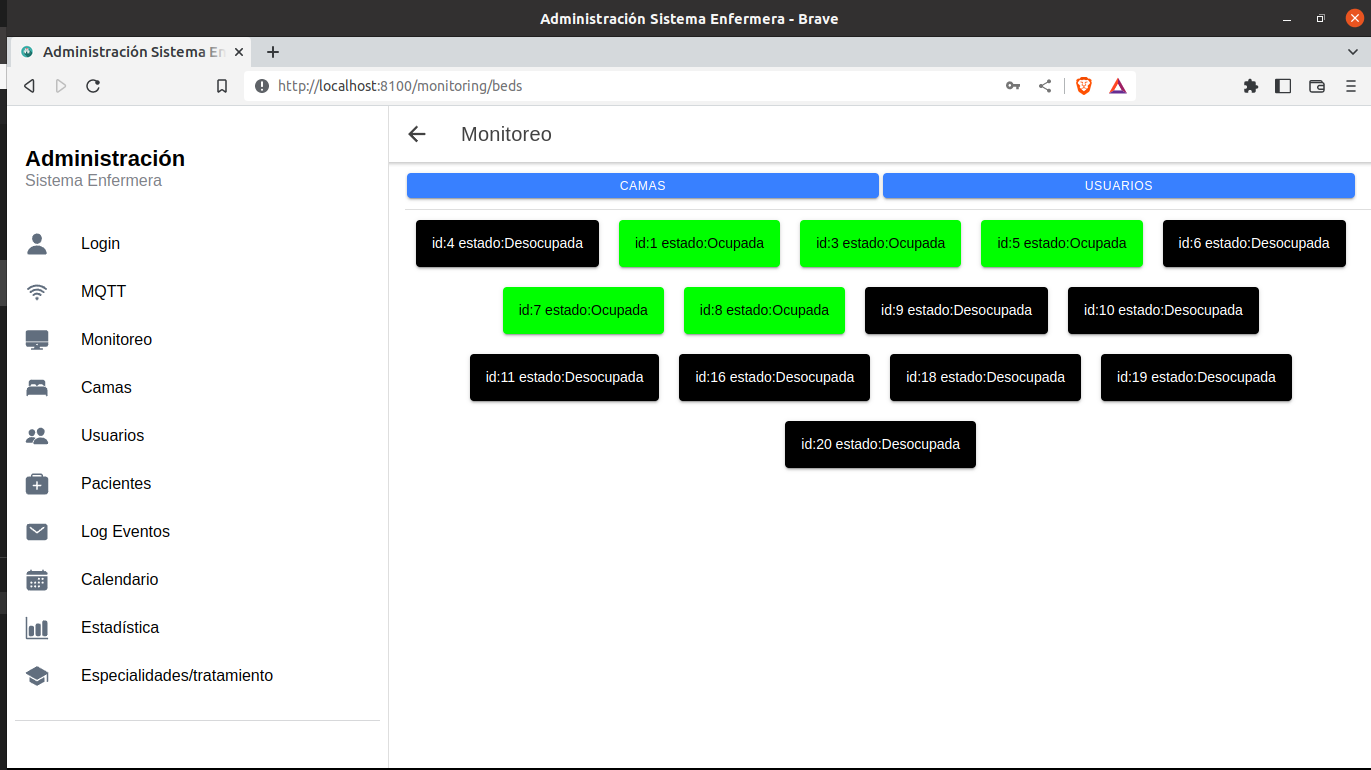 Administración Sistema Enfermera - Brave
Administración Sistema En
http://localhost:8100/monitoring/beds
Administración
Sistema Enfermera
Login
MQTT
Monitoreo
Camas
Usuarios
Pacientes
Log Eventos
Calendario
Estadística
Especialidades/tratamiento
Monitoreo
CAMAS USUARIOS
id:4 estado:Desocupada id:1 estado:Ocupada id:3 estado:Ocupada id:5 estado:Ocupada id:6 estado:Desocupada
id:7 estado:Ocupada id:8 estado:Ocupada id:9 estado:Desocupada id:10 estado:Desocupada
id:11 estado:Desocupada id:16 estado:Desocupada id:18 estado:Desocupada id:19 estado:Desocupada
id:20 estado:Desocupada